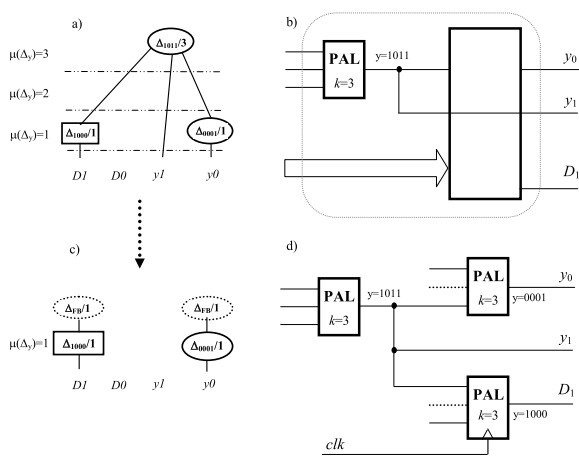 a)
Δ1011/3
μ(Δy)=3
μ(Δy)=2
μ(Δy)=1
Δ1000/1
Δ0001/1
D1 D0 y1 y0
b)
PAL
k=3
y=1011
y0
y1
D1
c)
ΔFB/1
ΔFB/1
μ(Δy)=1
Δ1000/1
Δ0001/1
D1 D0 y1 y0
d)
PAL
k=3
y=1011
PAL
k=3
y0
y=0001
y1
PAL
k=3
D1
y=1000
clk